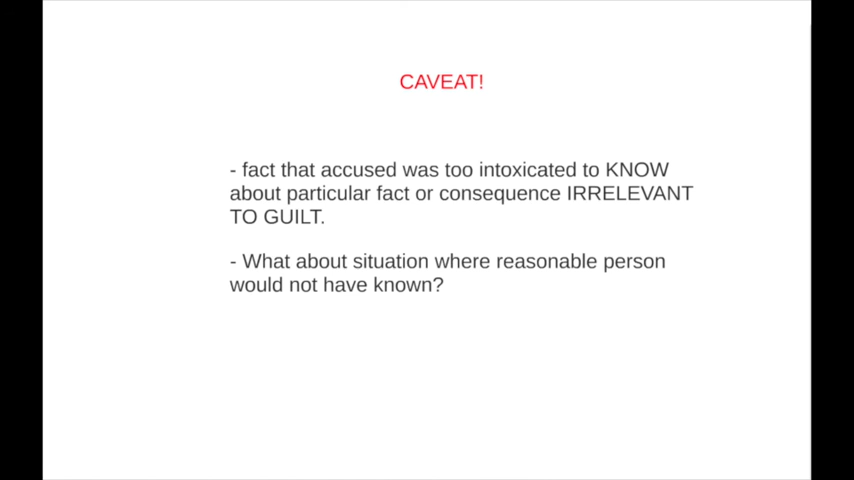 CAVEAT!
- fact that accused was too intoxicated to KNOW
about particular fact or consequence IRRELEVANT
TO GUILT.
- What about situation where reasonable person
would not have known?